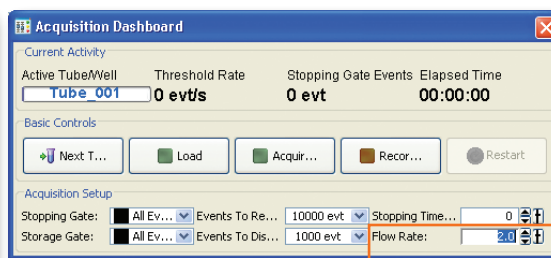 Acquisition Dashboard
Current Activity
Active Tube/Well Threshold Rate Stopping Gate Events Elapsed Time
Tube_001 0 evt/s 0 evt 00:00:00
Basic Controls
Next T... Load Acquir... Recor... Restart
Acquisition Setup
Stopping Gate: All Ev... Events To Re... 10000 evt Stopping Time... 0
Storage Gate: All Ev... Events To Dis... 1000 evt Flow Rate: 2.0